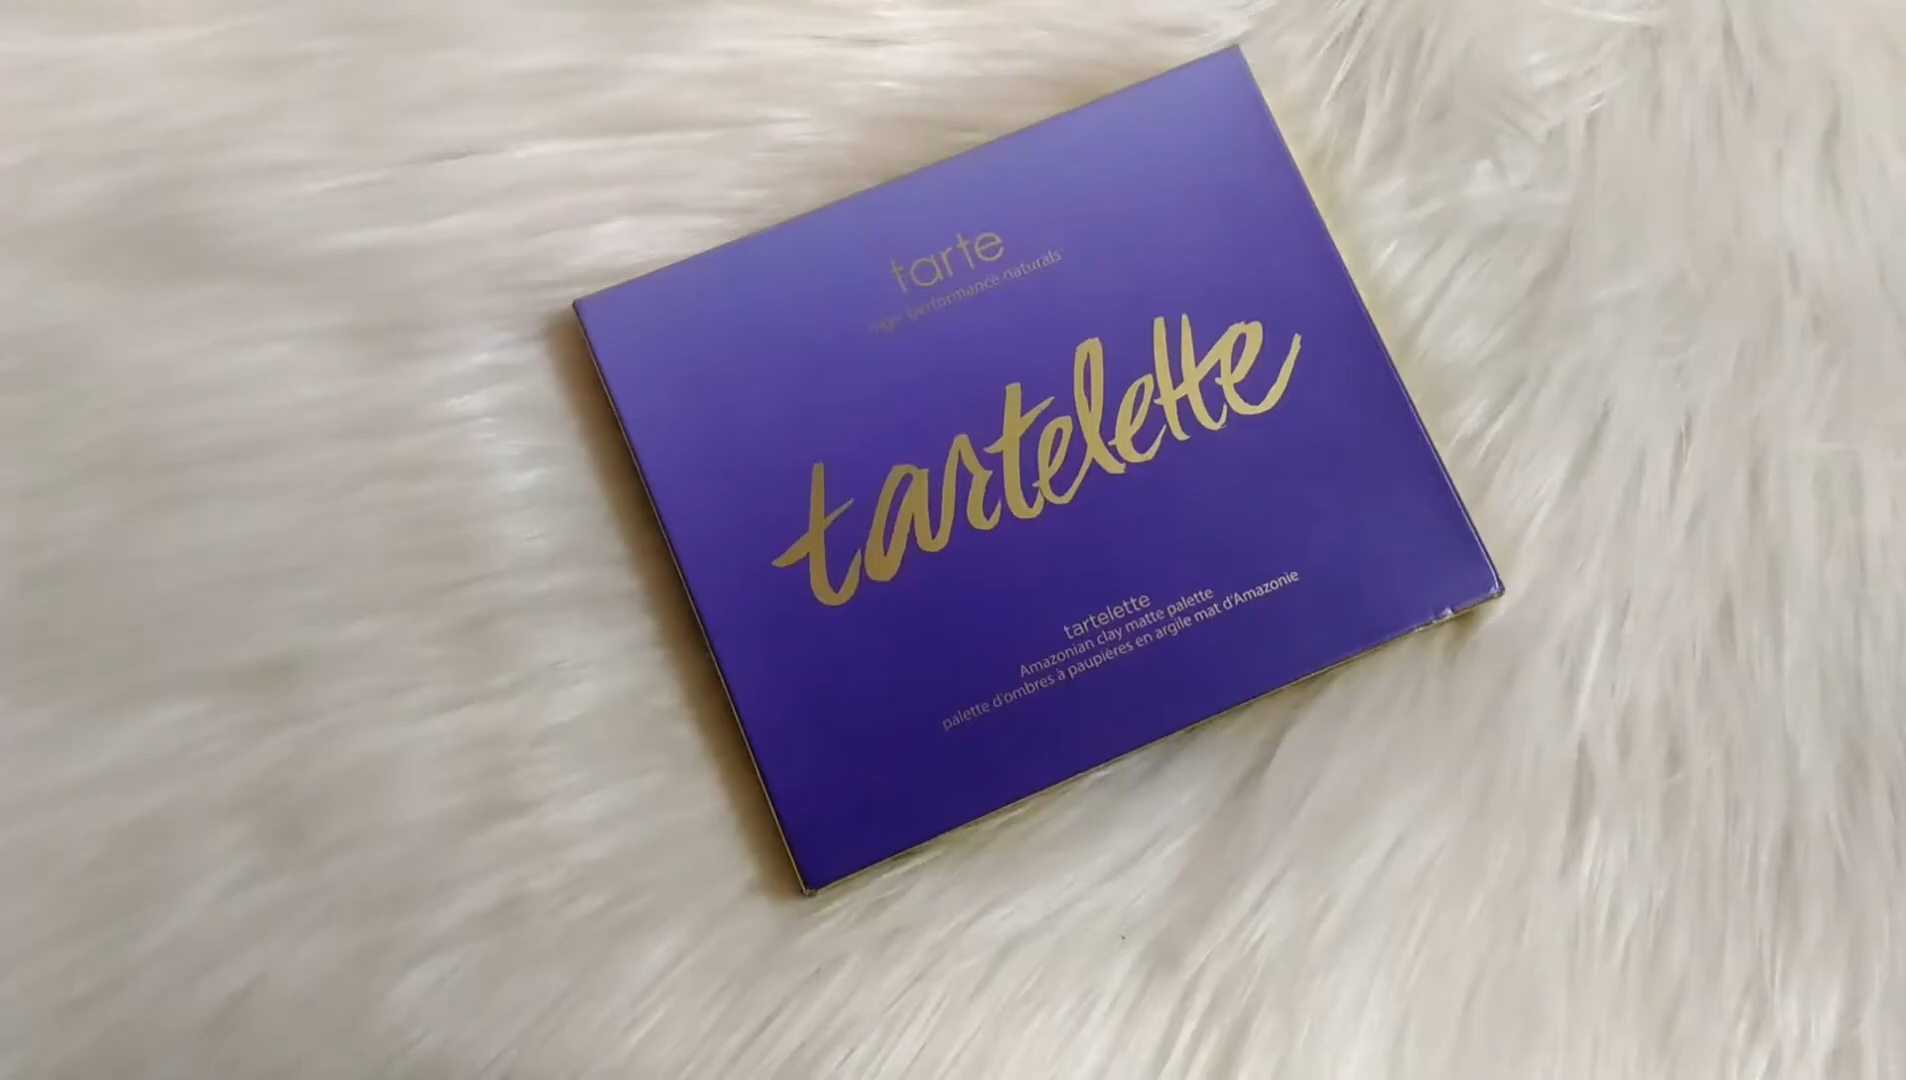 tarte
high-performance naturals
tartelette
tartelette
Amazonian clay matte palette
palette d'ombres à paupières en argile mat d'Amazonie